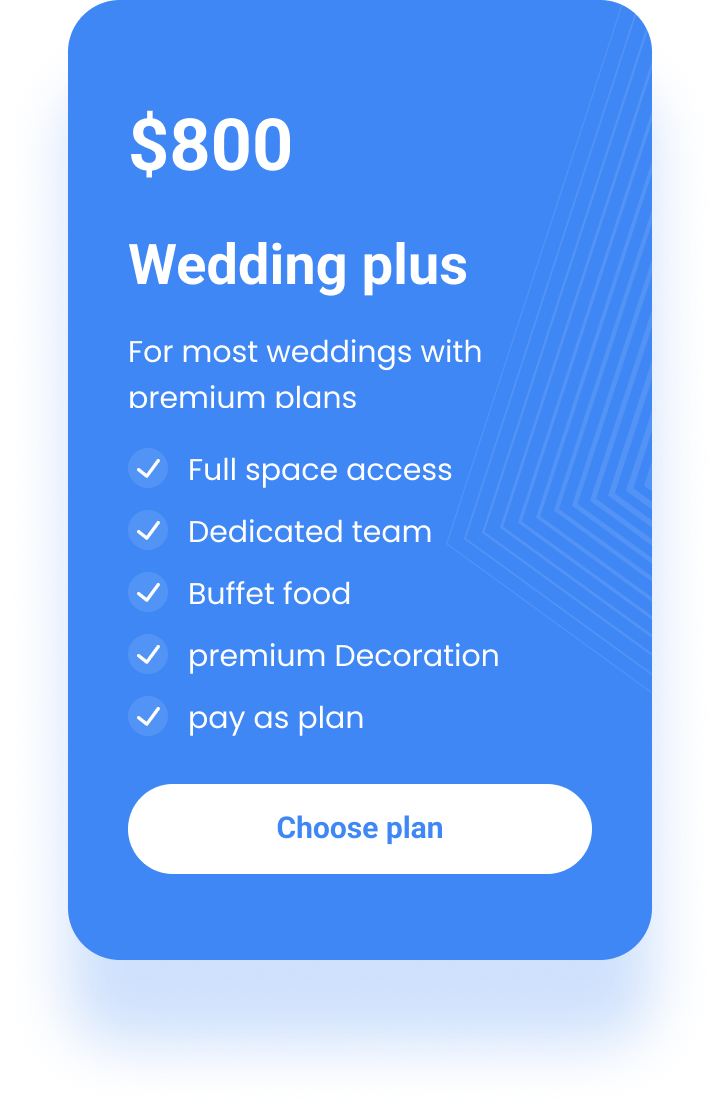 $800
Wedding plus
For most weddings with
premium plans
Full space access
Dedicated team
Buffet food
premium Decoration
pay as plan
Choose plan